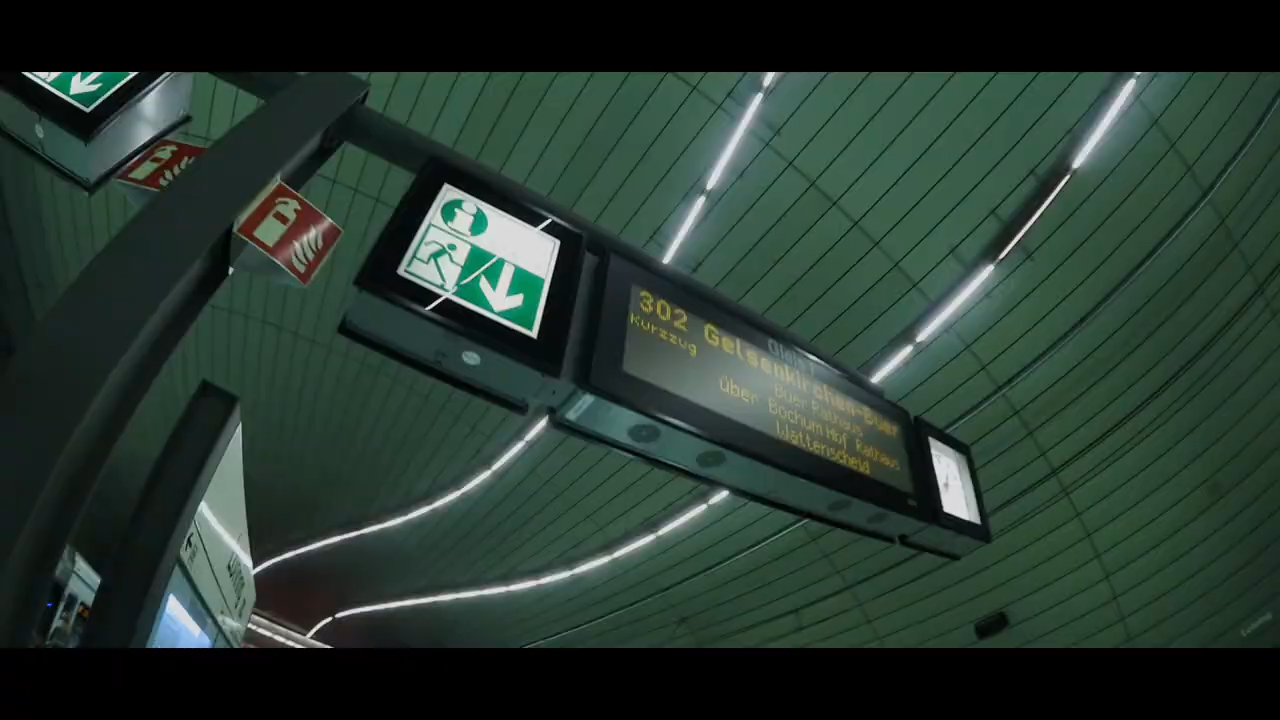 302 Gelsenkirchen-Buer
Kurzzug
Buer Rathaus
über Bochum Hbf, Rathaus
Wattenscheid